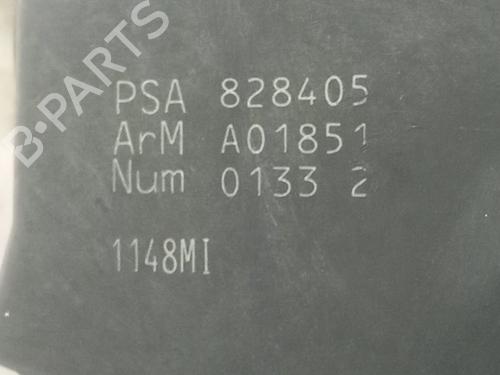 B-PARTS
PSA 828405
ArM A01851
Num 0133 2
1148MI